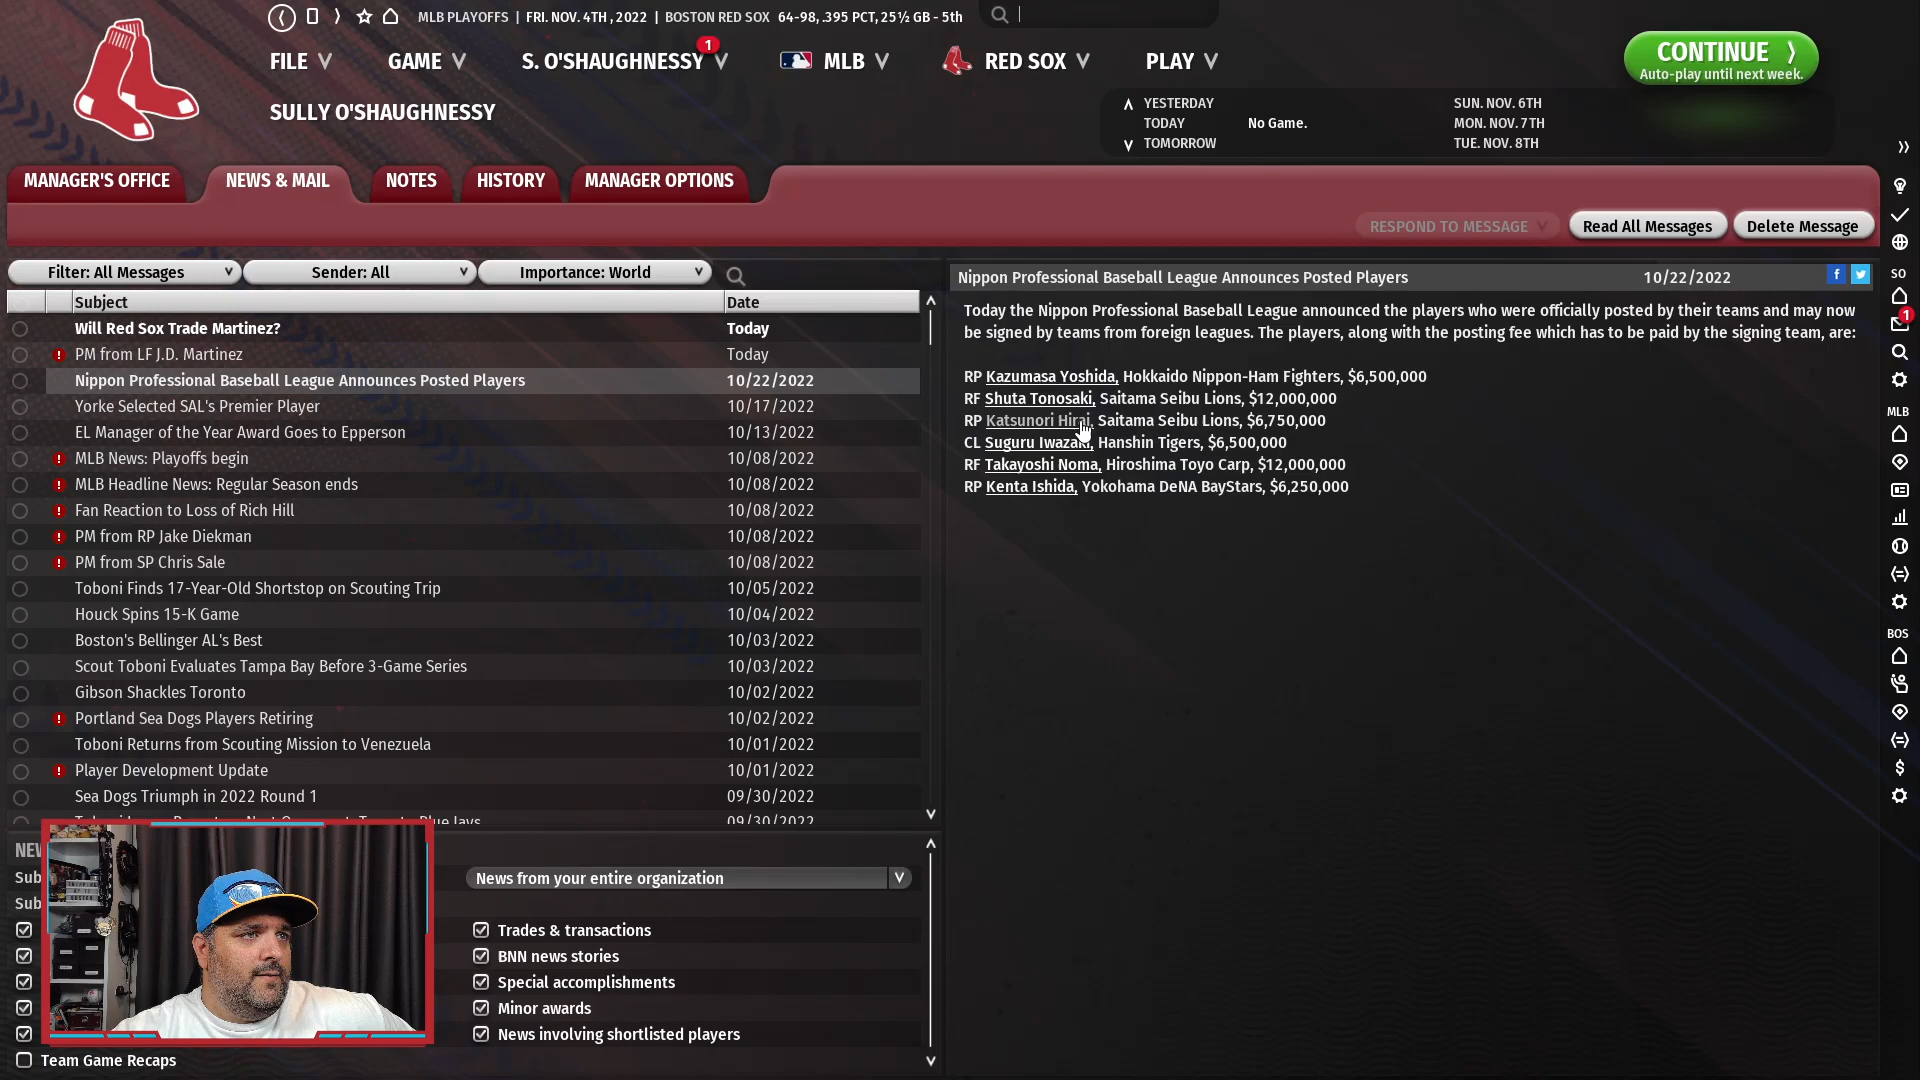 MLB PLAYOFFS | FRI. NOV. 4TH , 2022 | BOSTON RED SOX 64-98, .395 PCT, 25½ GB - 5th
FILE GAME S. O'SHAUGHNESSY 1 MLB RED SOX PLAY
CONTINUE
Auto-play until next week.
SULLY O'SHAUGHNESSY
YESTERDAY
TODAY No Game.
TOMORROW
SUN. NOV. 6TH
MON. NOV. 7TH
TUE. NOV. 8TH
MANAGER'S OFFICE NEWS & MAIL NOTES HISTORY MANAGER OPTIONS
RESPOND TO MESSAGE Read All Messages Delete Message
Filter: All Messages Sender: All Importance: World
Subject Date
Will Red Sox Trade Martinez? Today
PM from LF J.D. Martinez Today
Nippon Professional Baseball League Announces Posted Players 10/22/2022
Yorke Selected SAL's Premier Player 10/17/2022
EL Manager of the Year Award Goes to Epperson 10/13/2022
MLB News: Playoffs begin 10/08/2022
MLB Headline News: Regular Season ends 10/08/2022
Fan Reaction to Loss of Rich Hill 10/08/2022
PM from RP Jake Diekman 10/08/2022
PM from SP Chris Sale 10/08/2022
Toboni Finds 17-Year-Old Shortstop on Scouting Trip 10/05/2022
Houck Spins 15-K Game 10/04/2022
Boston's Bellinger AL's Best 10/03/2022
Scout Toboni Evaluates Tampa Bay Before 3-Game Series 10/03/2022
Gibson Shackles Toronto 10/02/2022
Portland Sea Dogs Players Retiring 10/02/2022
Toboni Returns from Scouting Mission to Venezuela 10/01/2022
Player Development Update 10/01/2022
Sea Dogs Triumph in 2022 Round 1 09/30/2022
09/30/2022
Nippon Professional Baseball League Announces Posted Players 10/22/2022
Today the Nippon Professional Baseball League announced the players who were officially posted by their teams and may now
be signed by teams from foreign leagues. The players, along with the posting fee which has to be paid by the signing team, are:
RP Kazumasa Yoshida, Hokkaido Nippon-Ham Fighters, $6,500,000
RF Shuta Tonosaki, Saitama Seibu Lions, $12,000,000
RP Katsunori Hirai, Saitama Seibu Lions, $6,750,000
CL Suguru Iwazaki, Hanshin Tigers, $6,500,000
RF Takayoshi Noma, Hiroshima Toyo Carp, $12,000,000
RP Kenta Ishida, Yokohama DeNA BayStars, $6,250,000
SO
1
MLB
BOS
News from your entire organization
Trades & transactions
BNN news stories
Special accomplishments
Minor awards
News involving shortlisted players
Team Game Recaps